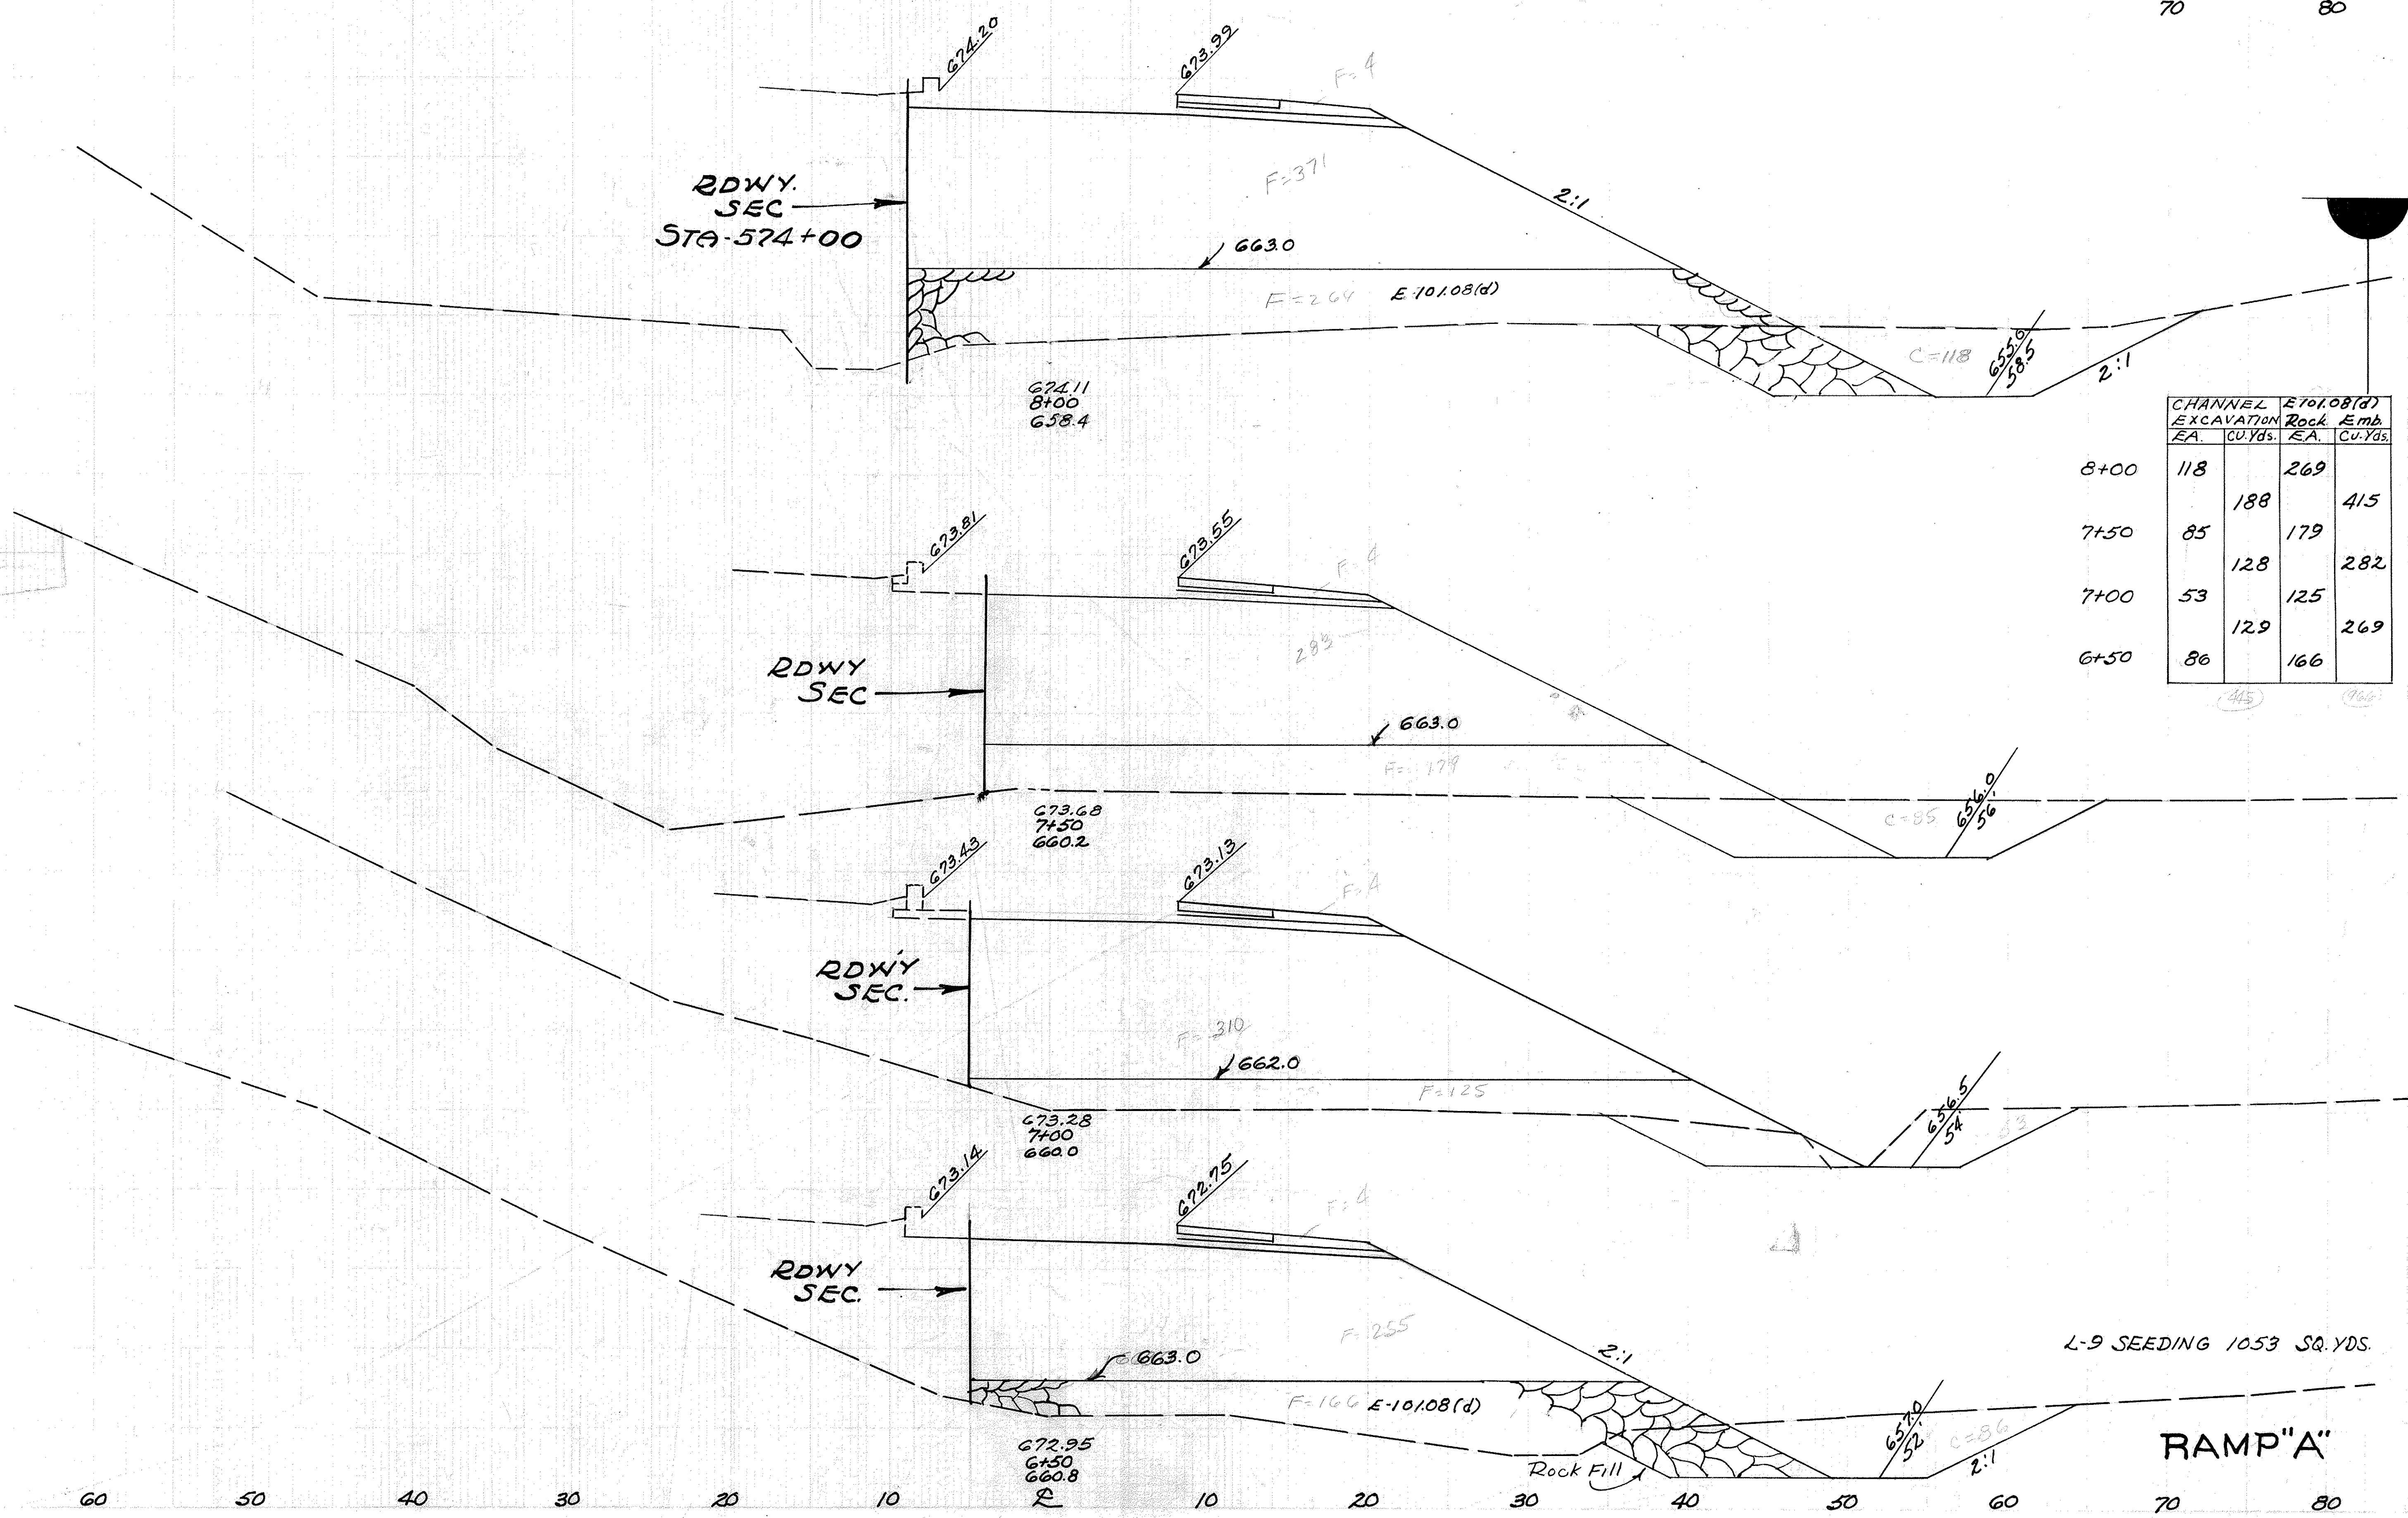 70 80
674.20
673.99
F=4
F=371
RDWY.
SEC
STA-574+00
2:1
663.0
E-101.08(d)
C=118
655.0
58.5
2:1
674.11
8+00
658.4
CHANNEL EXCAVATION E101.08(d) Rock Emb.
EA. CU.Yds. EA. CU.Yds.
8+00 118 269
188 415
7+50 85 179
128 282
7+00 53 125
129 269
6+50 86 166
673.81
673.55
F 4
283
RDWY
SEC
663.0
F= 179
C=85
656.0
56'
673.68
7+50
660.2
673.43
673.13
F=4
RDWY
SEC.
F= 310
662.0
F=125
656.5
54'
673.28
7+00
660.0
673.14
672.75
F=4
RDWY
SEC.
F=255
2:1
663.0
F=166 E-101.08(d)
L-9 SEEDING 1053 SQ.YDS.
657.0
52'
C=86
2:1
672.95
6+50
660.8
Rock Fill
RAMP"A"
60 50 40 30 20 10 ℄ 10 20 30 40 50 60 70 80